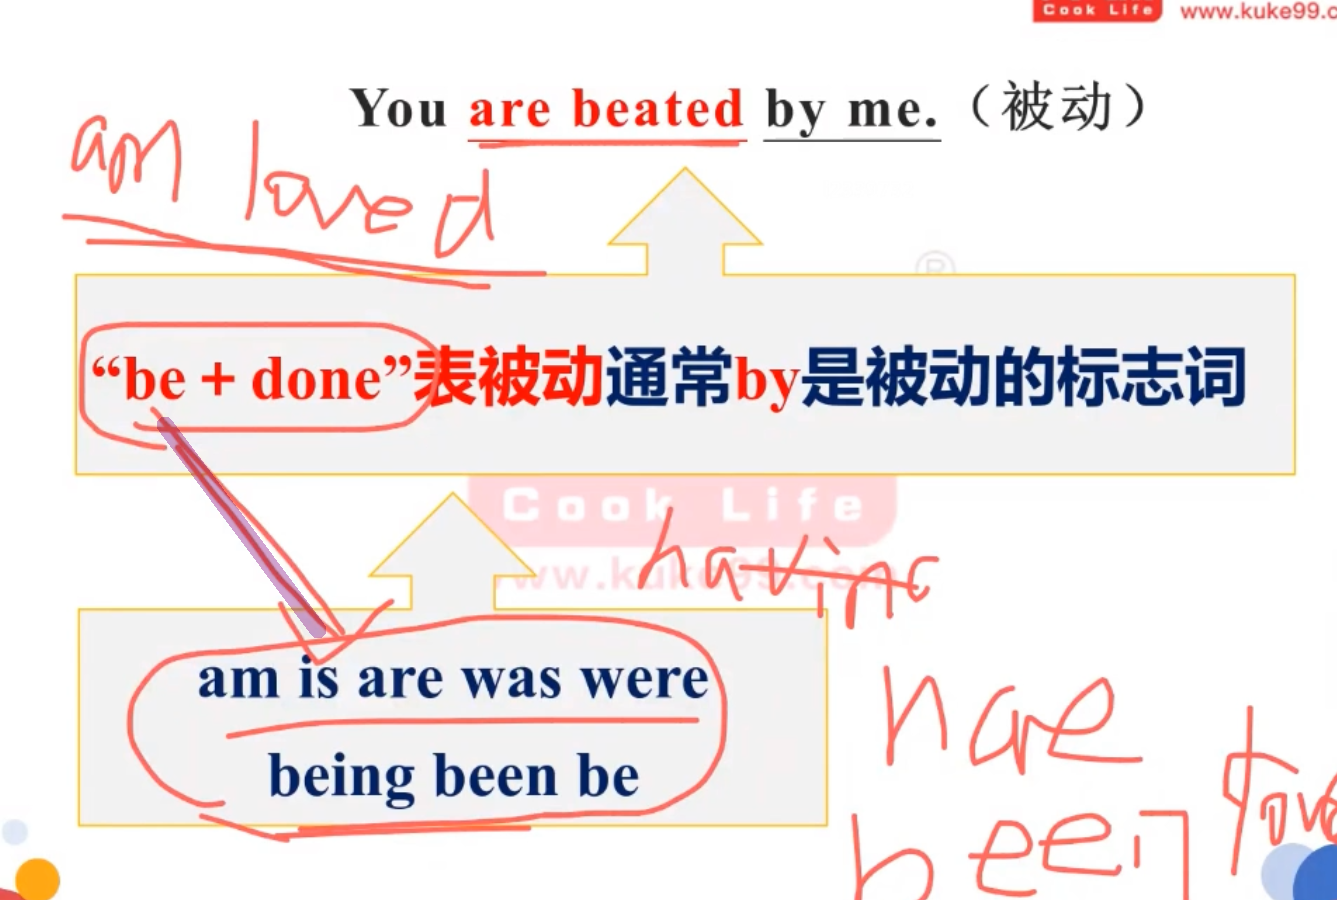 Cook Life www.kuke99.c
You are beated by me.（被动）
am loved
®
“be + done”表被动通常by是被动的标志词
Cook Life
www.kuke99.com
having
am is are was were
being been be
been